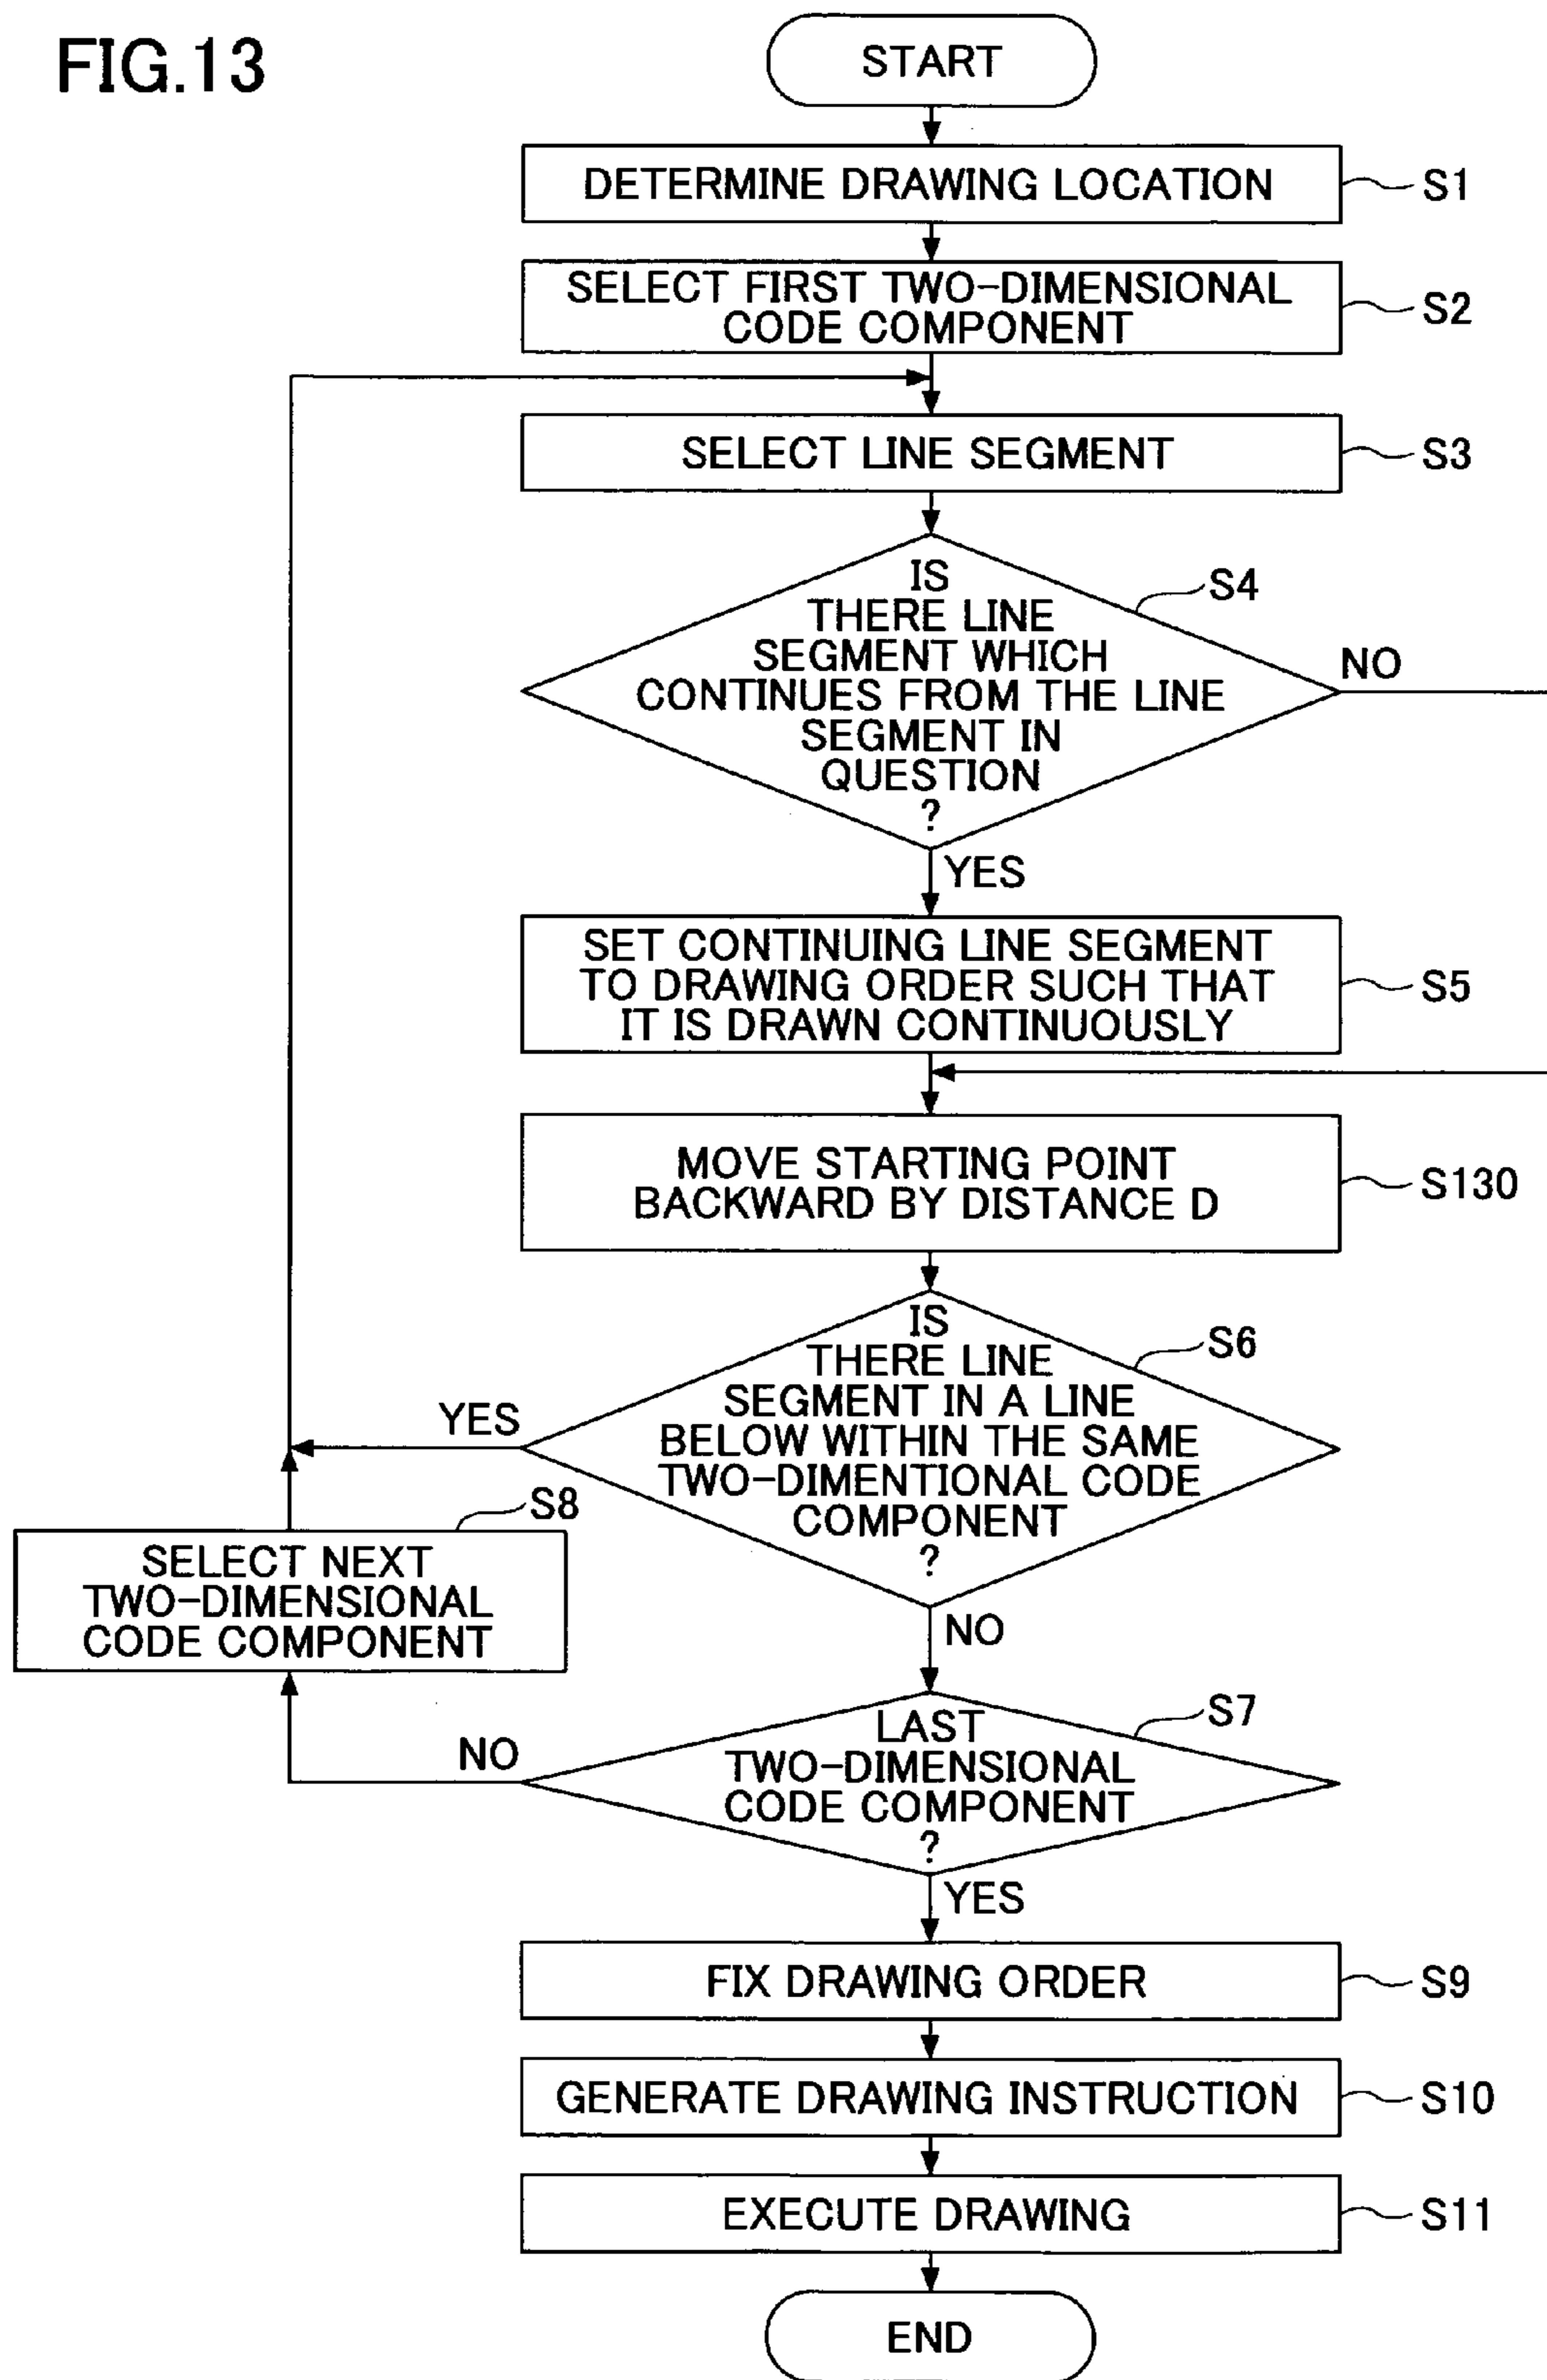 FIG.13
START
DETERMINE DRAWING LOCATION
S1
SELECT FIRST TWO-DIMENSIONAL
CODE COMPONENT
S2
SELECT LINE SEGMENT
S3
IS
THERE LINE
SEGMENT WHICH
CONTINUES FROM THE LINE
SEGMENT IN
QUESTION
?
S4
NO
YES
SET CONTINUING LINE SEGMENT
TO DRAWING ORDER SUCH THAT
IT IS DRAWN CONTINUOUSLY
S5
MOVE STARTING POINT
BACKWARD BY DISTANCE D
S130
IS
THERE LINE
SEGMENT IN A LINE
BELOW WITHIN THE SAME
TWO-DIMENTIONAL CODE
COMPONENT
?
S6
YES
NO
S8
SELECT NEXT
TWO-DIMENSIONAL
CODE COMPONENT
LAST
TWO-DIMENSIONAL
CODE COMPONENT
?
S7
NO
YES
FIX DRAWING ORDER
S9
GENERATE DRAWING INSTRUCTION
S10
EXECUTE DRAWING
S11
END